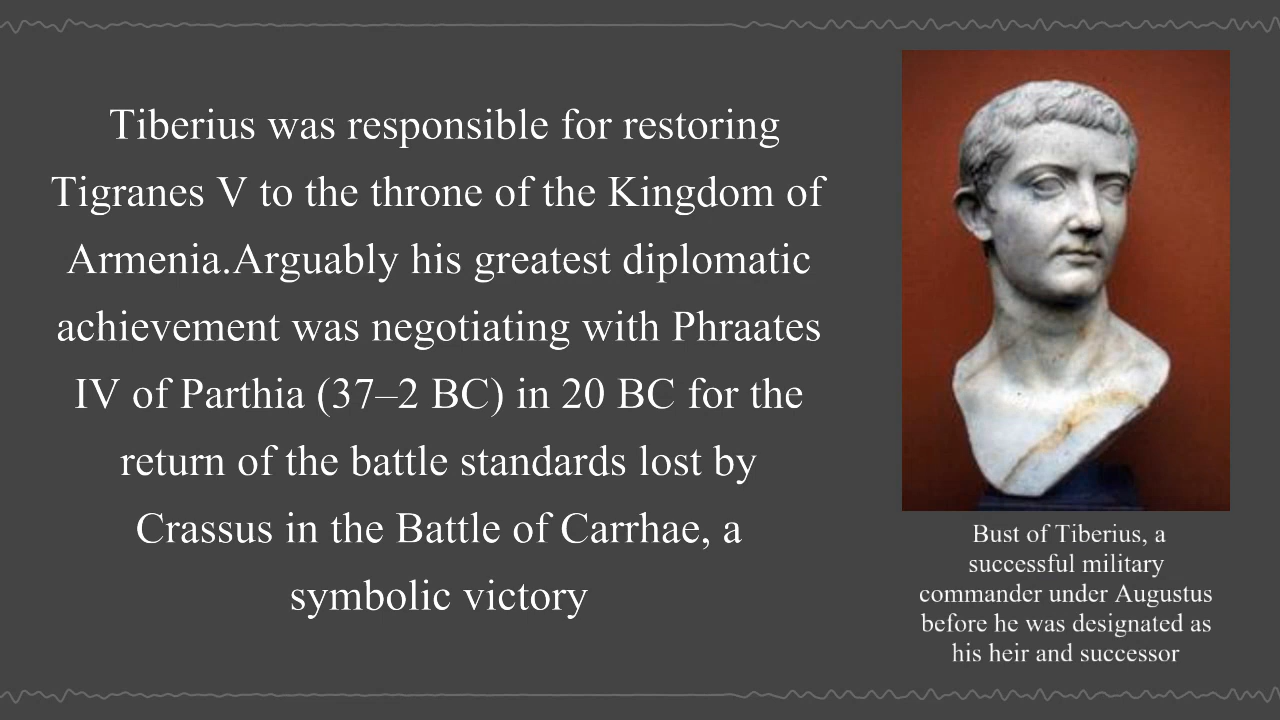 Tiberius was responsible for restoring
Tigranes V to the throne of the Kingdom of
Armenia.Arguably his greatest diplomatic
achievement was negotiating with Phraates
IV of Parthia (37–2 BC) in 20 BC for the
return of the battle standards lost by
Crassus in the Battle of Carrhae, a
symbolic victory
Bust of Tiberius, a
successful military
commander under Augustus
before he was designated as
his heir and successor